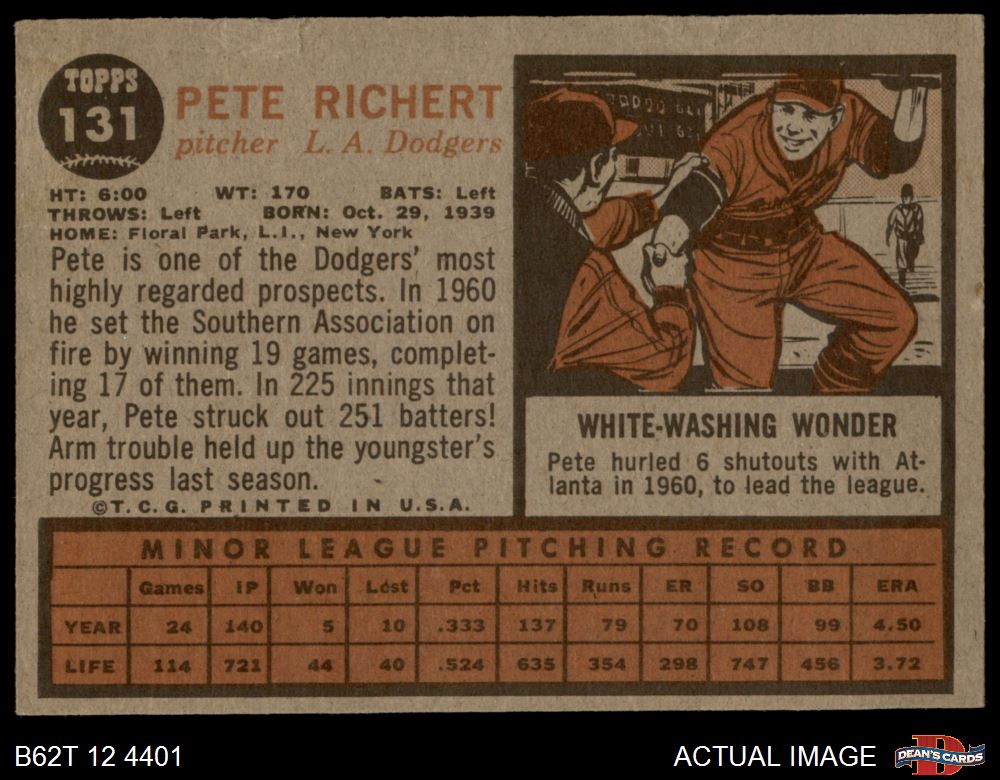 TOPPS
131
PETE RICHERT
pitcher L. A. Dodgers
HT: 6:00 WT: 170 BATS: Left
THROWS: Left BORN: Oct. 29, 1939
HOME: Floral Park, L.I., New York
Pete is one of the Dodgers' most
highly regarded prospects. In 1960
he set the Southern Association on
fire by winning 19 games, complet-
ing 17 of them. In 225 innings that
year, Pete struck out 251 batters!
Arm trouble held up the youngster's
progress last season.
©T. C. G. PRINTED IN U.S.A.
WHITE-WASHING WONDER
Pete hurled 6 shutouts with At-
lanta in 1960, to lead the league.
MINOR LEAGUE PITCHING RECORD
Games IP Won Lost Pct Hits Runs ER SO BB ERA
YEAR 24 140 5 10 .333 137 79 70 108 99 4.50
LIFE 114 721 44 40 .524 635 354 298 747 456 3.72
B62T 12 4401
ACTUAL IMAGE
DEAN'S CARDS